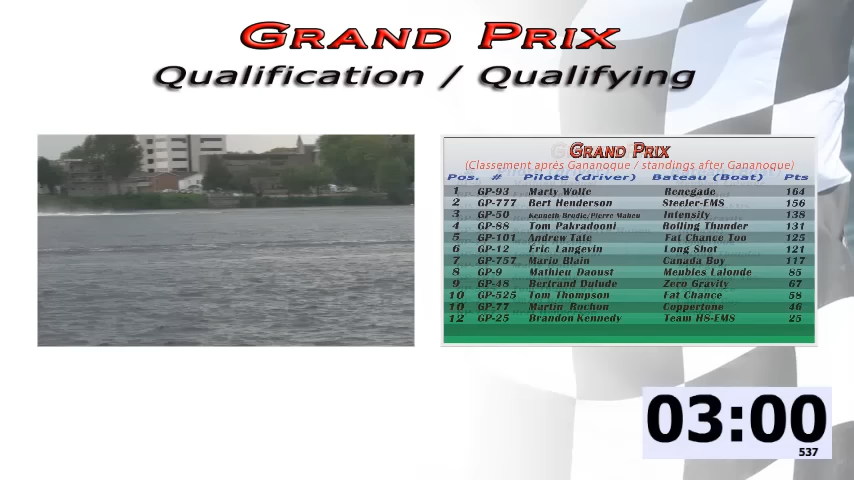 Grand Prix
Qualification / Qualifying
Grand Prix
(Classement après Gananoque / standings after Gananoque)
Pos. # Pilote (driver) Bateau (Boat) Pts
1 GP-93 Marty Wolfe Renegade 164
2 GP-777 Bert Henderson Steeler-EMS 156
3 GP-50 Kenneth Brodie/Pierre Maheu Intensity 138
4 GP-88 Tom Pakradooni Rolling Thunder 131
5 GP-101 Andrew Tate Fat Chance Too 125
6 GP-12 Éric Langevin Long Shot 121
7 GP-757 Mario Blain Canada Boy 117
8 GP-9 Mathieu Daoust Meubles Lalonde 85
9 GP-48 Bertrand Dulude Zero Gravity 67
10 GP-525 Tom Thompson Fat Chance 58
10 GP-77 Martin Rochon Coppertone 46
12 GP-25 Brandon Kennedy Team HS-EMS 25
03:00
537